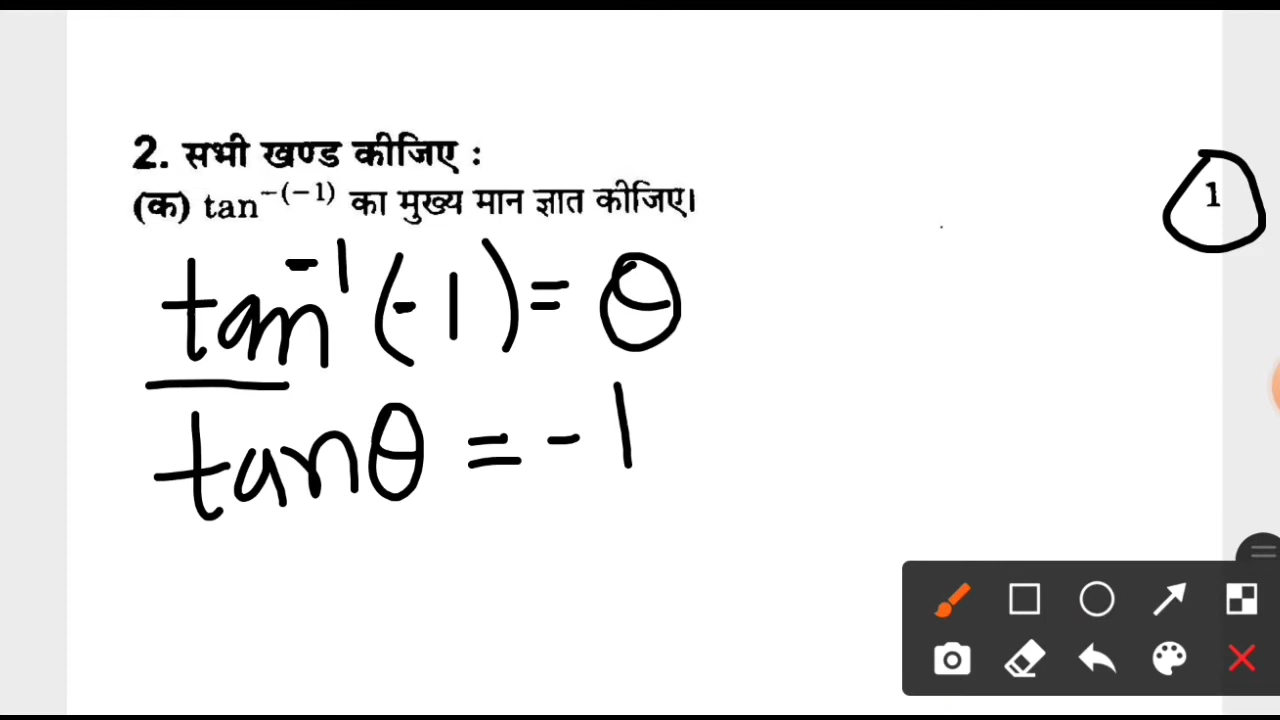 2. सभी खण्ड कीजिए :
(क) tan⁻⁽⁻¹⁾ का मुख्य मान ज्ञात कीजिए। 1
tan⁻¹(-1) = θ
tanθ = -1